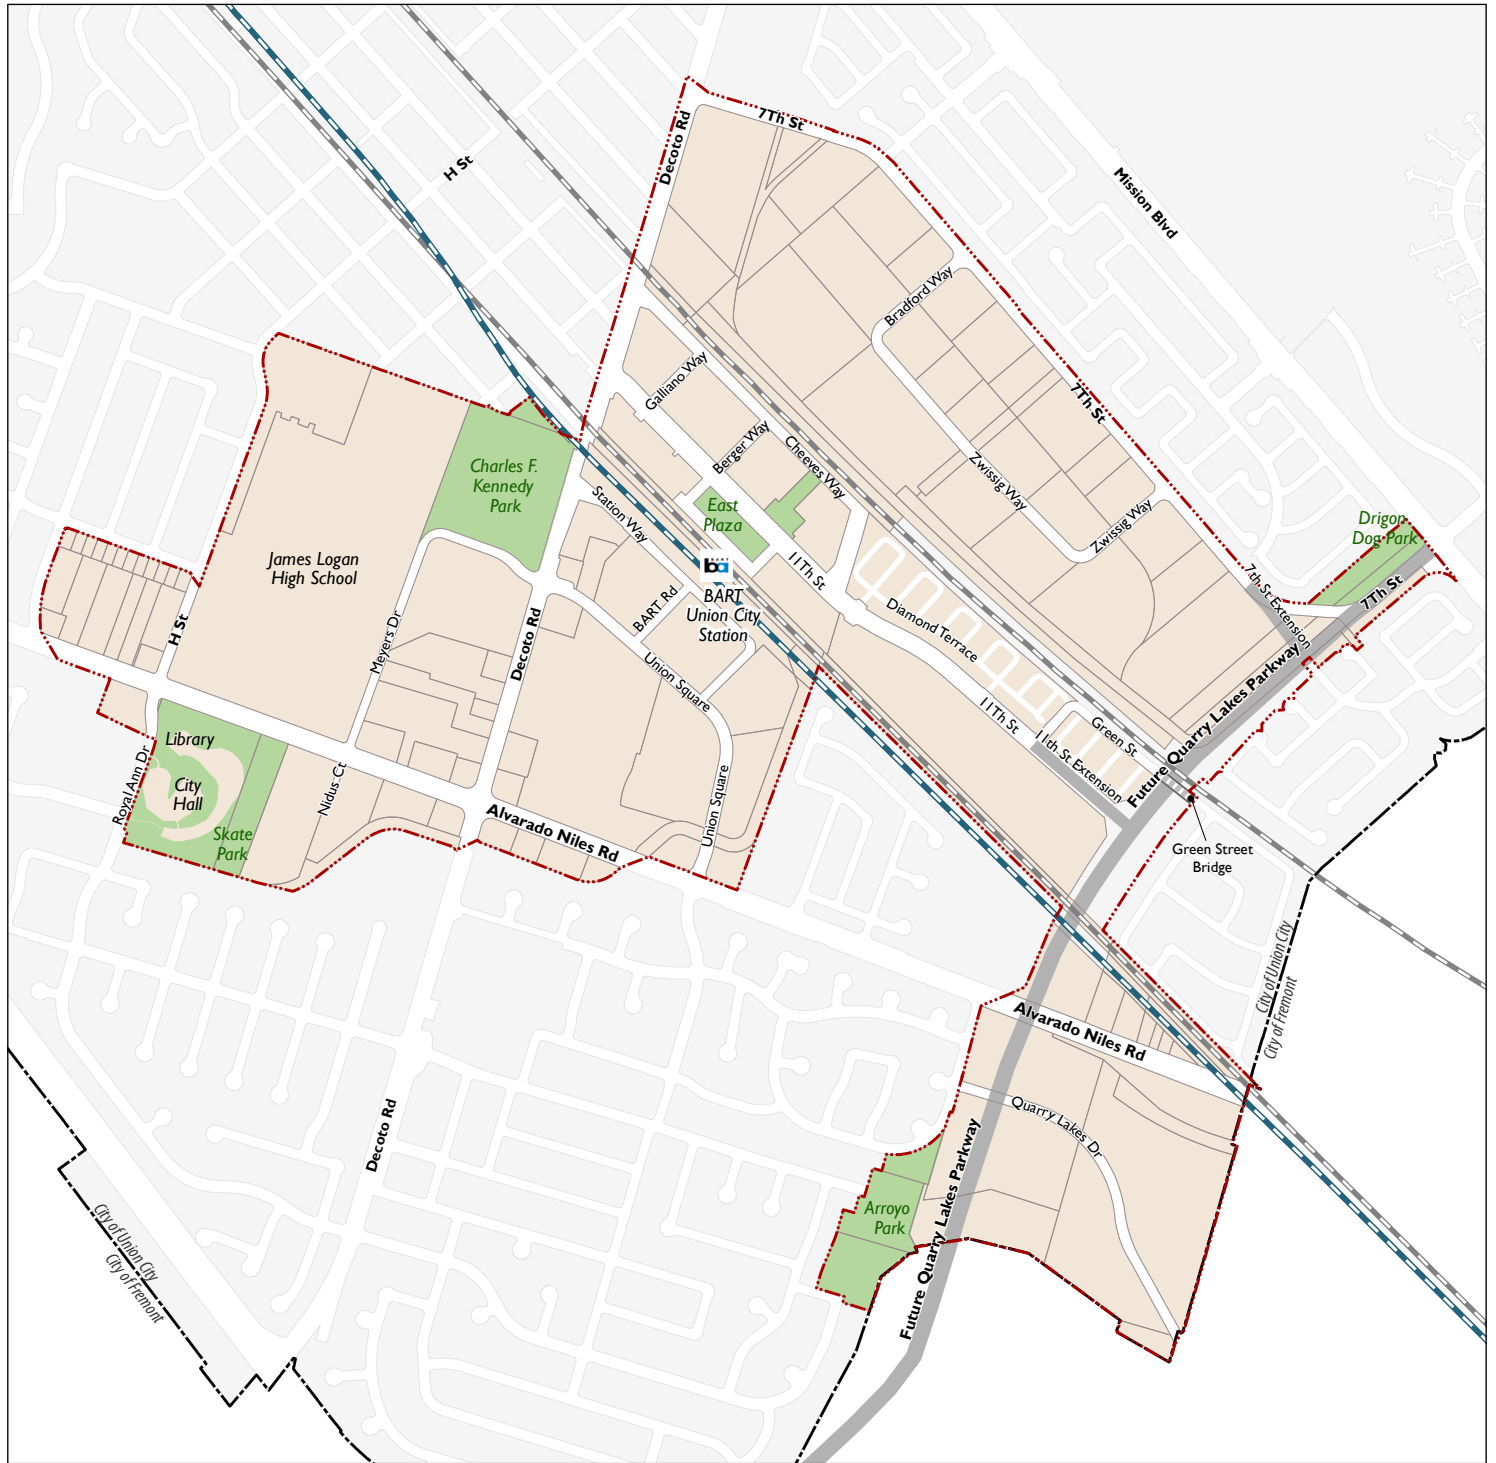 7Th St
Decoto Rd
H St
Mission Blvd
Bradford Way
Galliano Way
7Th St
Berger Way
Cheeves Way
Charles F.
Kennedy
Park
Zwissig Way
Station Way
East
Plaza
Zwissig Way
Drigon
Dog Park
James Logan
High School
ba
11Th St
7th St Extension
7Th St
BART
Union City
Station
BART Rd
Diamond Terrace
H St
Meyers Dr
Decoto Rd
Union Square
11Th St
Green St
Future Quarry Lakes Parkway
Library
11th St Extension
City
Hall
Royal Ann Dr
Nidus Ct
Union Square
Alvarado Niles Rd
Skate
Park
Green Street
Bridge
City of Union City
City of Fremont
Alvarado Niles Rd
Quarry Lakes Dr
Decoto Rd
Arroyo
Park
Future Quarry Lakes Parkway
City of Union City
City of Fremont